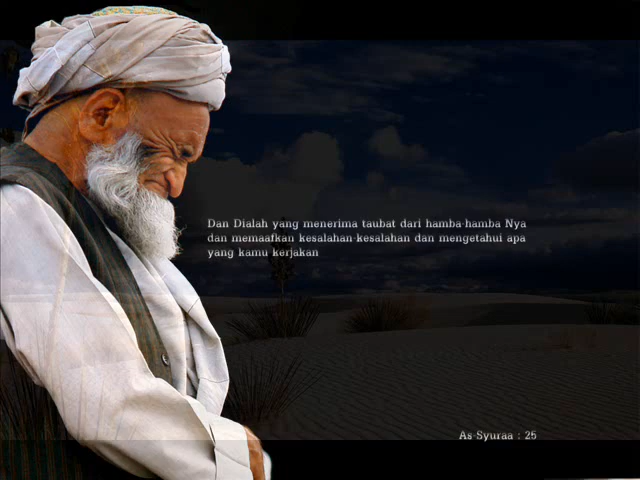 Dan Dialah yang menerima taubat dari hamba-hamba Nya
dan memaafkan kesalahan-kesalahan dan mengetahui apa
yang kamu kerjakan
As-Syuraa : 25